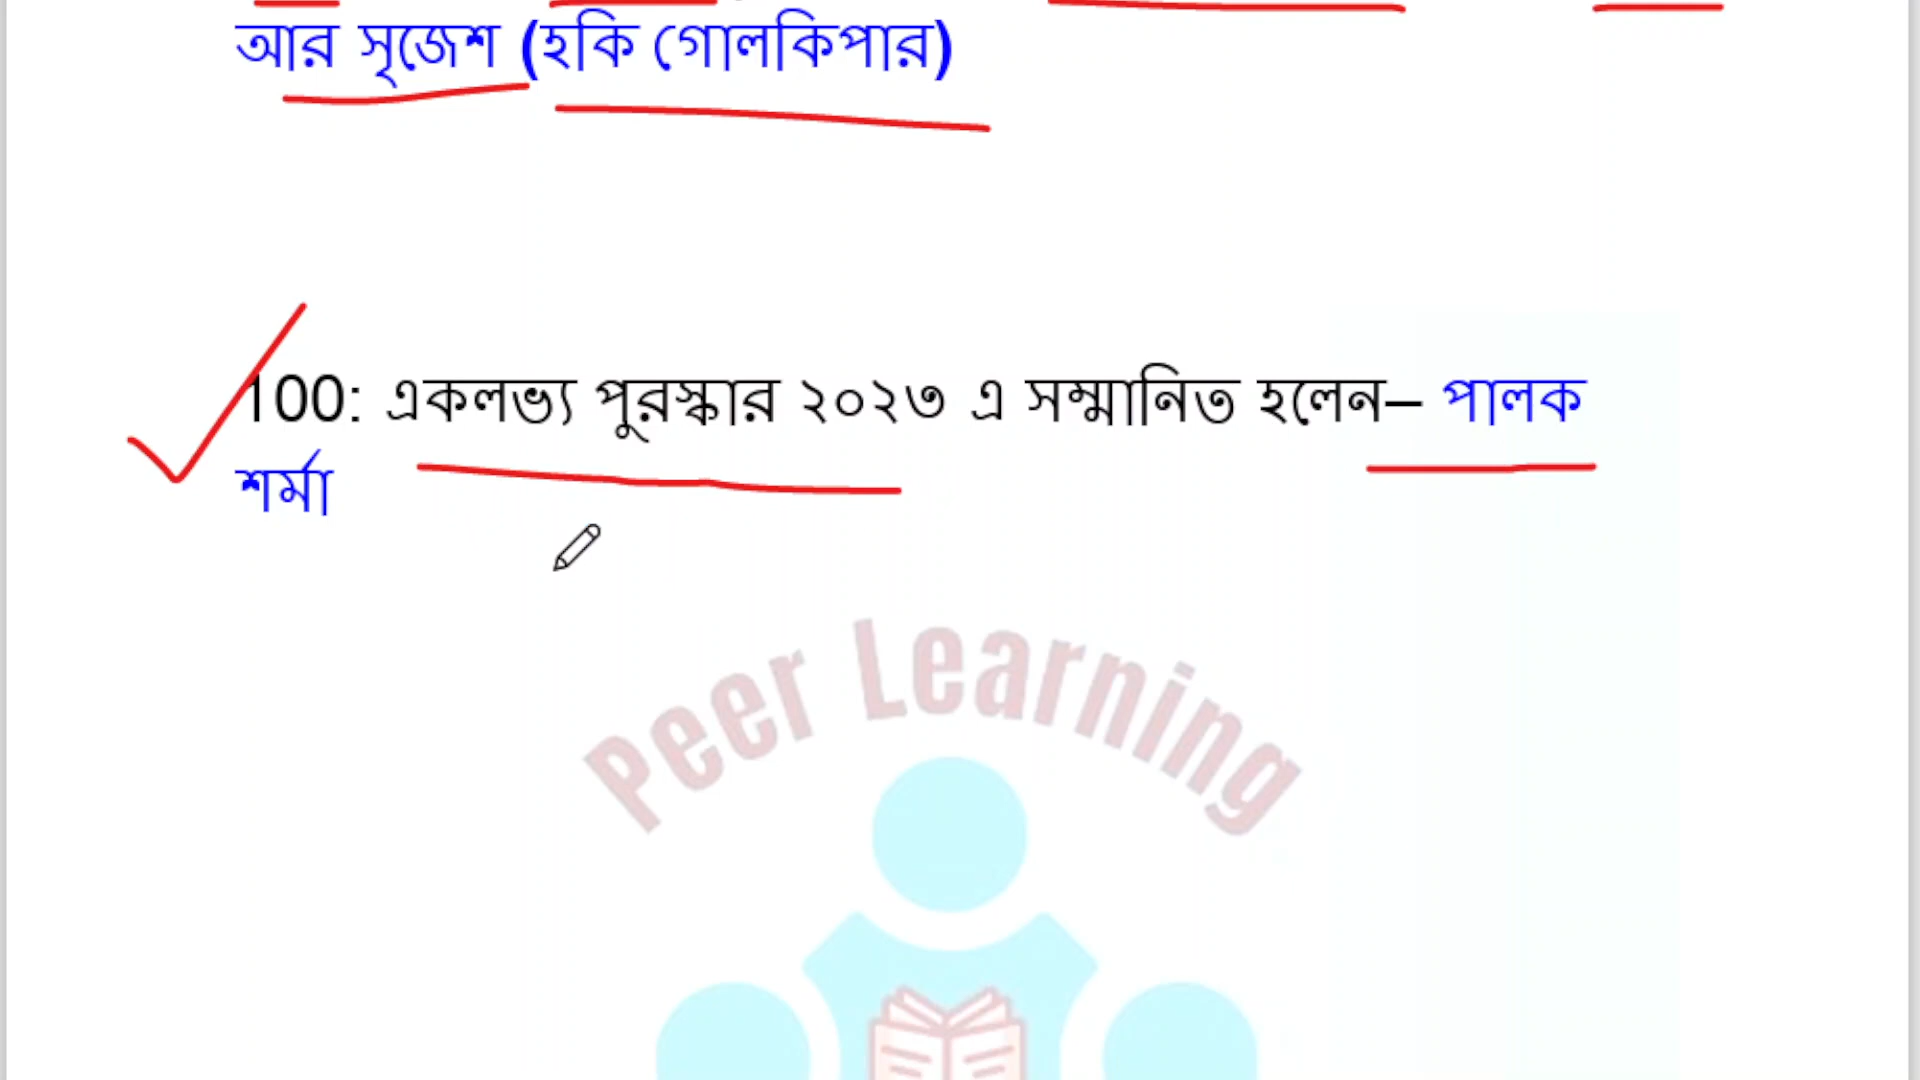 আর সৃজেশ (হকি গোলকিপার)
100: একলভ্য পুরস্কার ২০২৩ এ সম্মানিত হলেন– পালক
শর্মা
Peer Learning